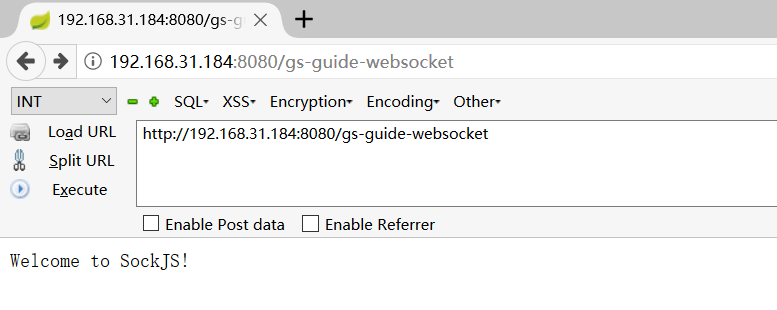 192.168.31.184:8080/gs-g
192.168.31.184:8080/gs-guide-websocket
INT SQL XSS Encryption Encoding Other
Load URL
http://192.168.31.184:8080/gs-guide-websocket
Split URL
Execute
Enable Post data Enable Referrer
Welcome to SockJS!